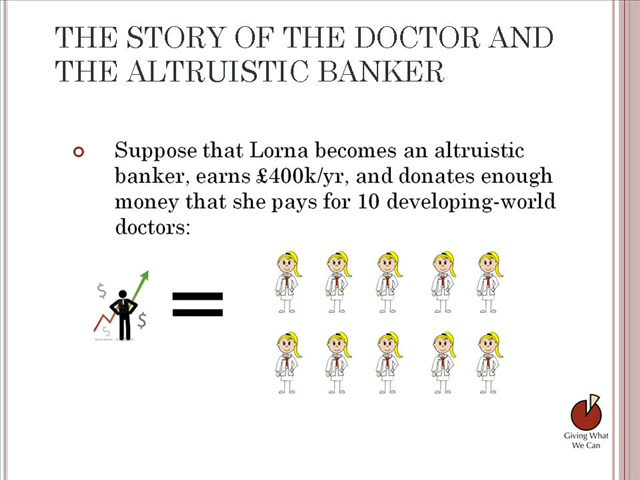 THE STORY OF THE DOCTOR AND
THE ALTRUISTIC BANKER
Suppose that Lorna becomes an altruistic
banker, earns £400k/yr, and donates enough
money that she pays for 10 developing-world
doctors:
$
$
=
Giving What
We Can